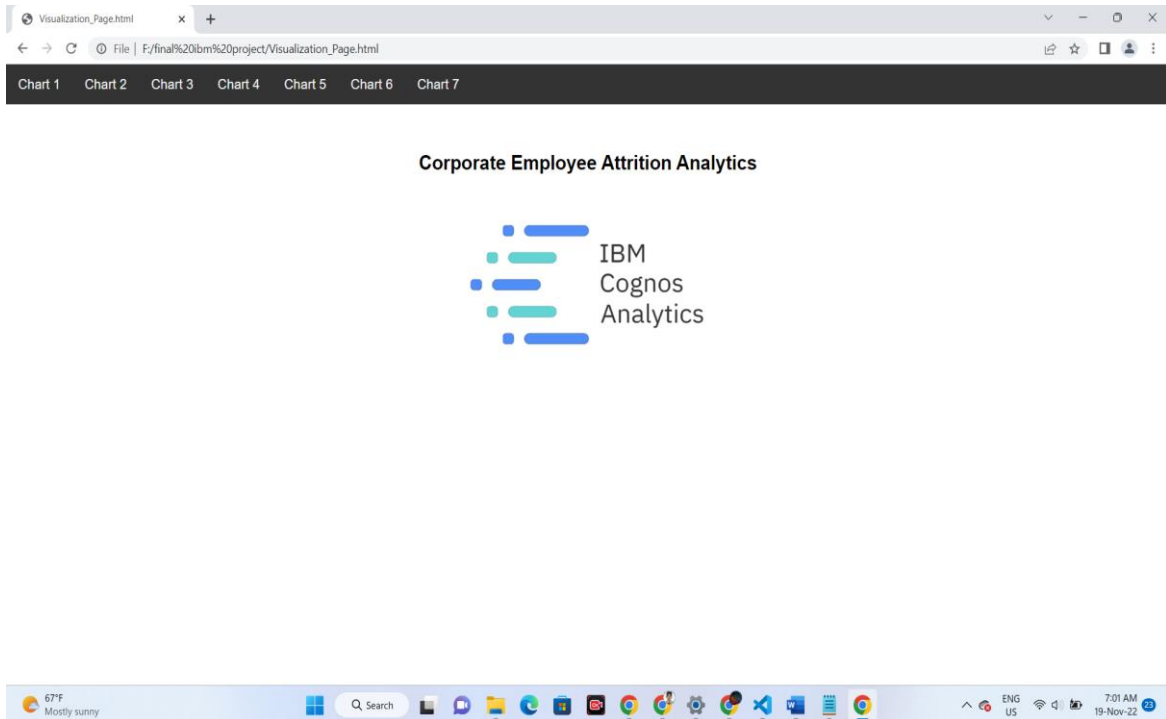 Visualization_Page.html
File | F:/final%20ibm%20project/Visualization_Page.html
Chart 1 Chart 2 Chart 3 Chart 4 Chart 5 Chart 6 Chart 7
Corporate Employee Attrition Analytics
IBM
Cognos
Analytics
67°F
Mostly sunny
Search
ENG
US
7:01 AM
19-Nov-22
23